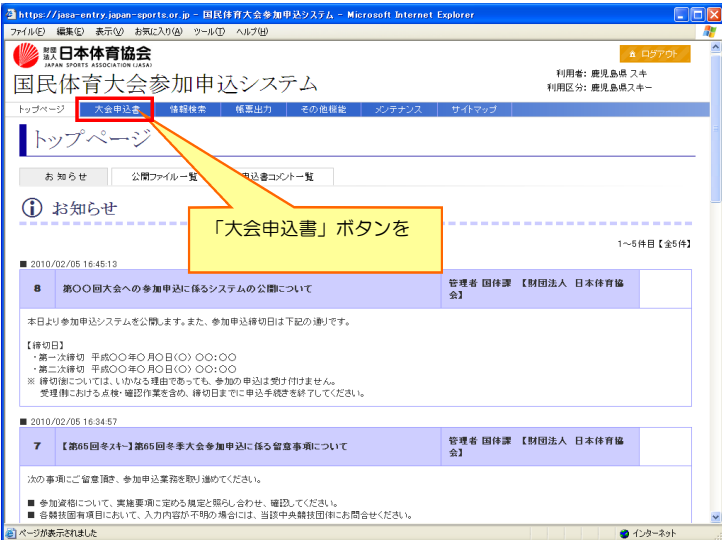 https://jasa-entry.japan-sports.or.jp - 国民体育大会参加申込システム - Microsoft Internet Explorer
ファイル(F) 編集(E) 表示(V) お気に入り(A) ツール(T) ヘルプ(H)
財団法人 日本体育協会
JAPAN SPORTS ASSOCIATION (JASA)
ログアウト
国民体育大会参加申込システム
利用者: 鹿児島県 スキ
利用区分: 鹿児島県スキー
トップページ 大会申込書 情報検索 帳票出力 その他機能 メンテナンス サイトマップ
トップページ
お知らせ 公開ファイル一覧 申込書コメント一覧
お知らせ
「大会申込書」ボタンを
1～5件目【全5件】
■ 2010/02/05 16:45:13
8 第〇〇回大会への参加申込に係るシステムの公開について 管理者 国体課 【財団法人 日本体育協会】
本日より参加申込システムを公開します。また、参加申込締切日は下記の通りです。
【締切日】
・第一次締切 平成〇〇年〇月〇日(〇) 〇〇:〇〇
・第二次締切 平成〇〇年〇月〇日(〇) 〇〇:〇〇
※ 締切後については、いかなる理由であっても、参加の申込は受け付けません。
受理側における点検・確認作業を含め、締切日までに申込手続きを終了してください。
■ 2010/02/05 16:34:57
7 【第65回冬スキー】第65回冬季大会参加申込に係る留意事項について 管理者 国体課 【財団法人 日本体育協会】
次の事項にご留意頂き、参加申込業務を取り進めてください。
■ 参加資格について、実施要項に定める規定と照らし合わせ、確認してください。
■ 各競技固有項目において、入力内容が不明の場合には、当該中央競技団体にお問合せください。
ページが表示されました
インターネット